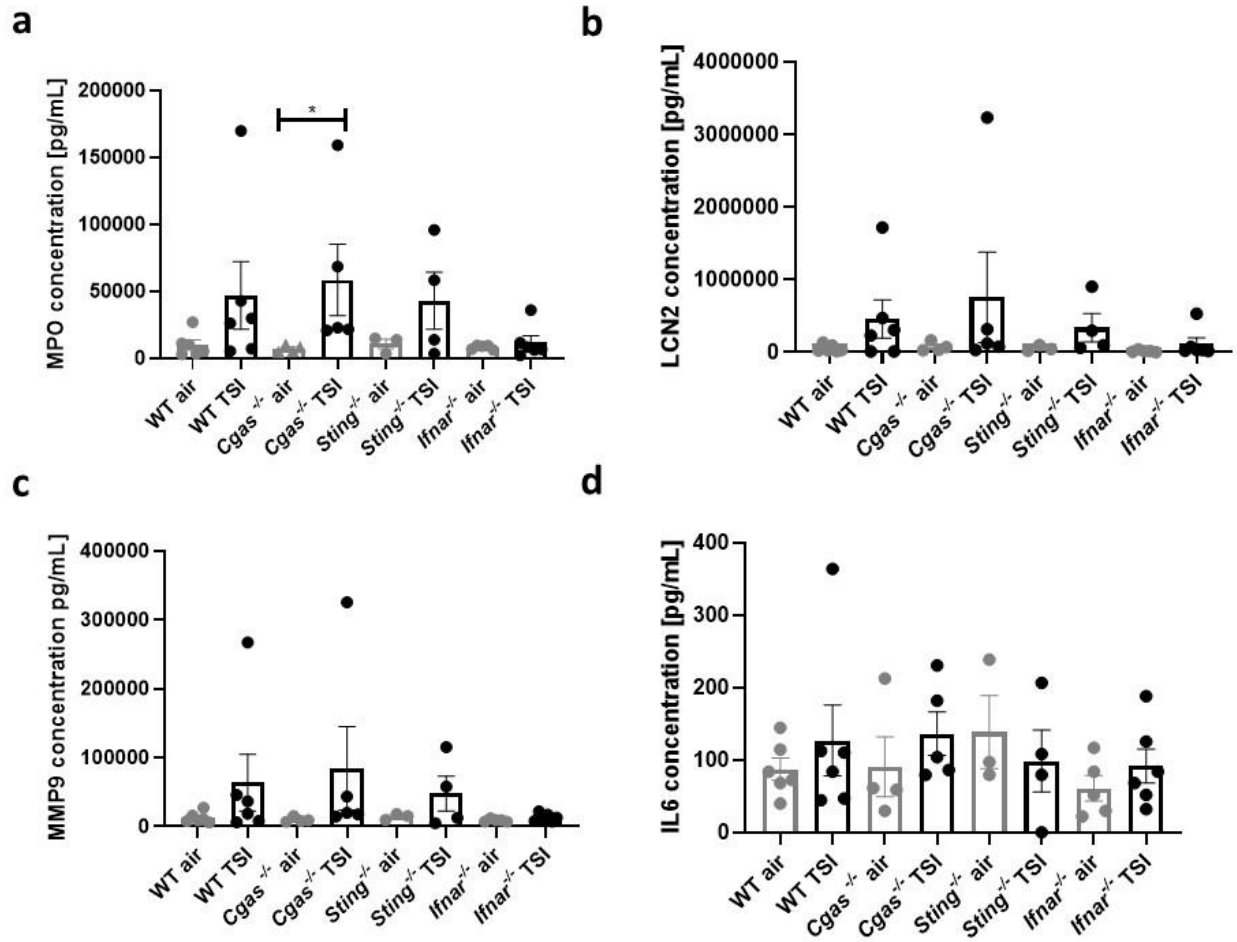 a
MPO concentration [pg/mL]
200000
150000
100000
50000
0
*
WT air
WT TSI
Cgas -/- air
Cgas -/- TSI
Sting-/- air
Sting-/- TSI
Ifnar-/- air
Ifnar-/- TSI
b
LCN2 concentration [pg/mL]
4000000
3000000
2000000
1000000
0
WT air
WT TSI
Cgas -/- air
Cgas -/- TSI
Sting-/- air
Sting-/- TSI
Ifnar-/- air
Ifnar-/- TSI
c
MMP9 concentration pg/mL]
400000
300000
200000
100000
0
WT air
WT TSI
Cgas -/- air
Cgas -/- TSI
Sting-/- air
Sting-/- TSI
Ifnar-/- air
Ifnar-/- TSI
d
IL6 concentration [pg/mL]
400
300
200
100
0
WT air
WT TSI
Cgas -/- air
Cgas -/- TSI
Sting-/- air
Sting-/- TSI
Ifnar-/- air
Ifnar-/- TSI